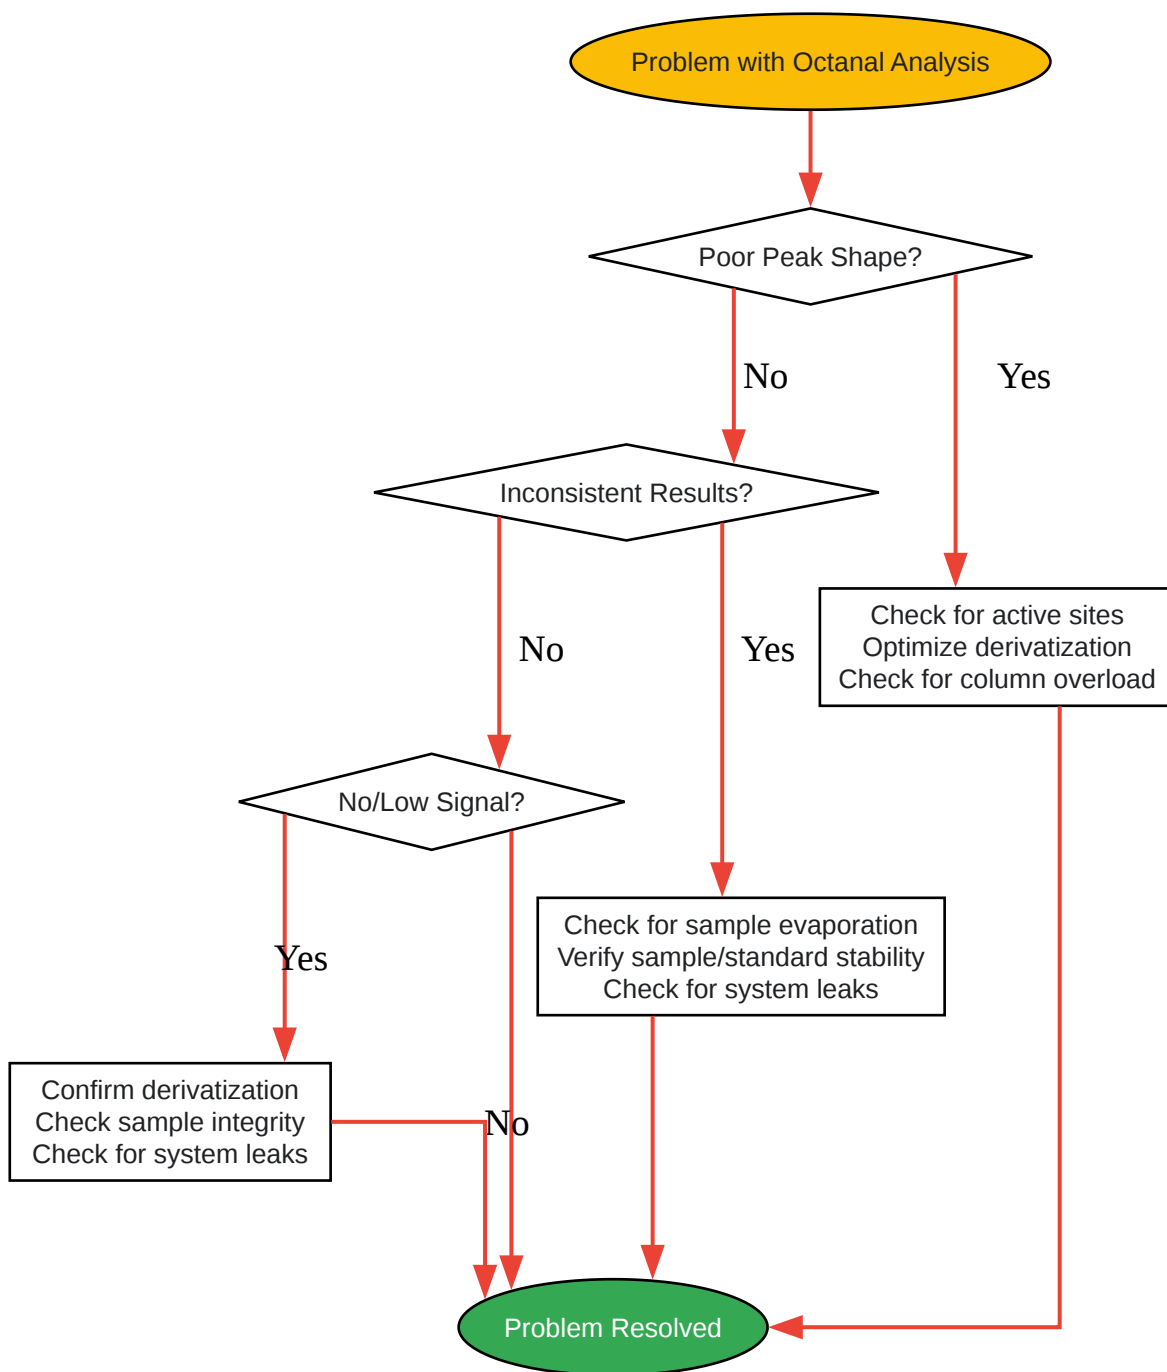 Problem with Octanal Analysis
Poor Peak Shape?
No
Yes
Inconsistent Results?
Check for active sites
Optimize derivatization
Check for column overload
No
Yes
No/Low Signal?
Check for sample evaporation
Verify sample/standard stability
Check for system leaks
Yes
Confirm derivatization
Check sample integrity
Check for system leaks
No
Problem Resolved